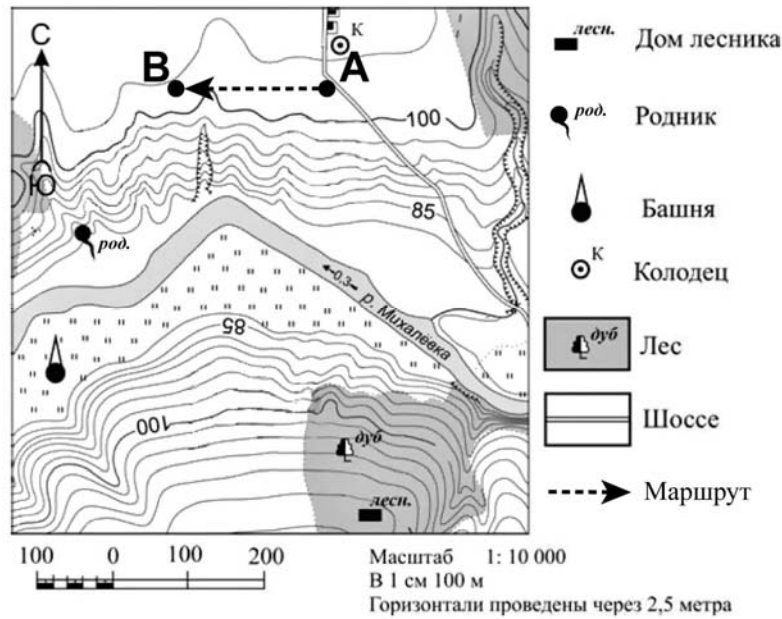 С
К
B
A
100
Ю
85
род.
0,3
р. Михалёвка
85
100
дуб
лесн.
лесн.
Дом лесника
род.
Родник
Башня
К
Колодец
дуб
Лес
Шоссе
Маршрут
100 0 100 200
Масштаб 1: 10 000
В 1 см 100 м
Горизонтали проведены через 2,5 метра